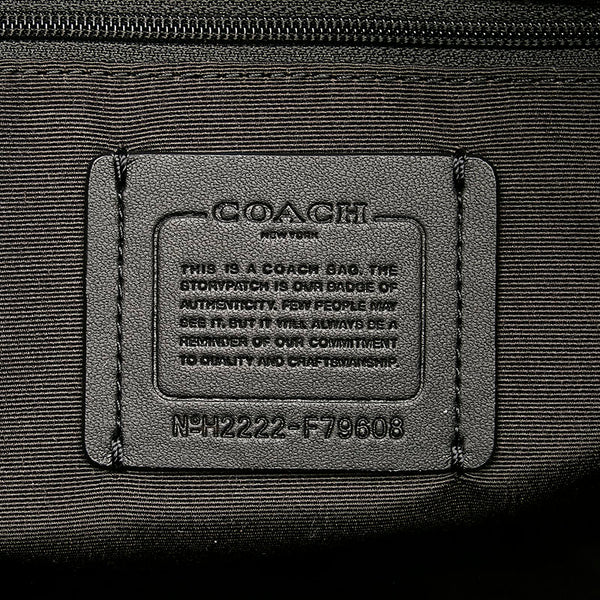 COACH
NEW YORK
THIS IS A COACH BAG. THE
STORYPATCH IS OUR BADGE OF
AUTHENTICITY. FEW PEOPLE MAY
SEE IT. BUT IT WILL ALWAYS BE A
REMINDER OF OUR COMMITMENT
TO QUALITY AND CRAFTSMANSHIP.
NºH2222-F79608